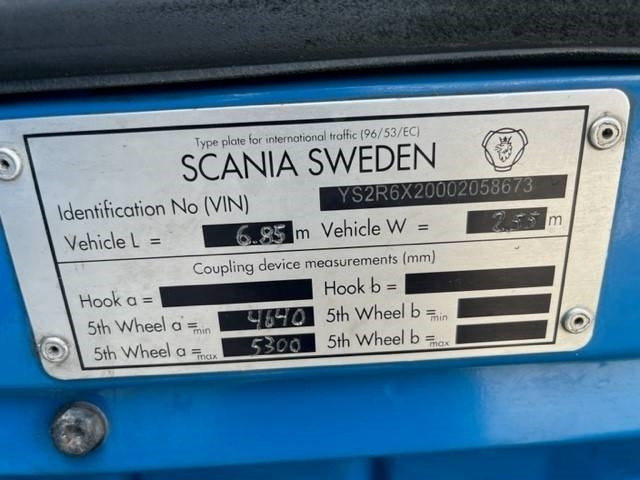 Type plate for international traffic (96/53/EC)
SCANIA SWEDEN
Identification No (VIN) YS2R6X20002058673
Vehicle L = 6.85 m Vehicle W = 2.55 m
Coupling device measurements (mm)
Hook a = Hook b =
5th Wheel a = min 4640 5th Wheel b = min
5th Wheel a = max 5300 5th Wheel b = max